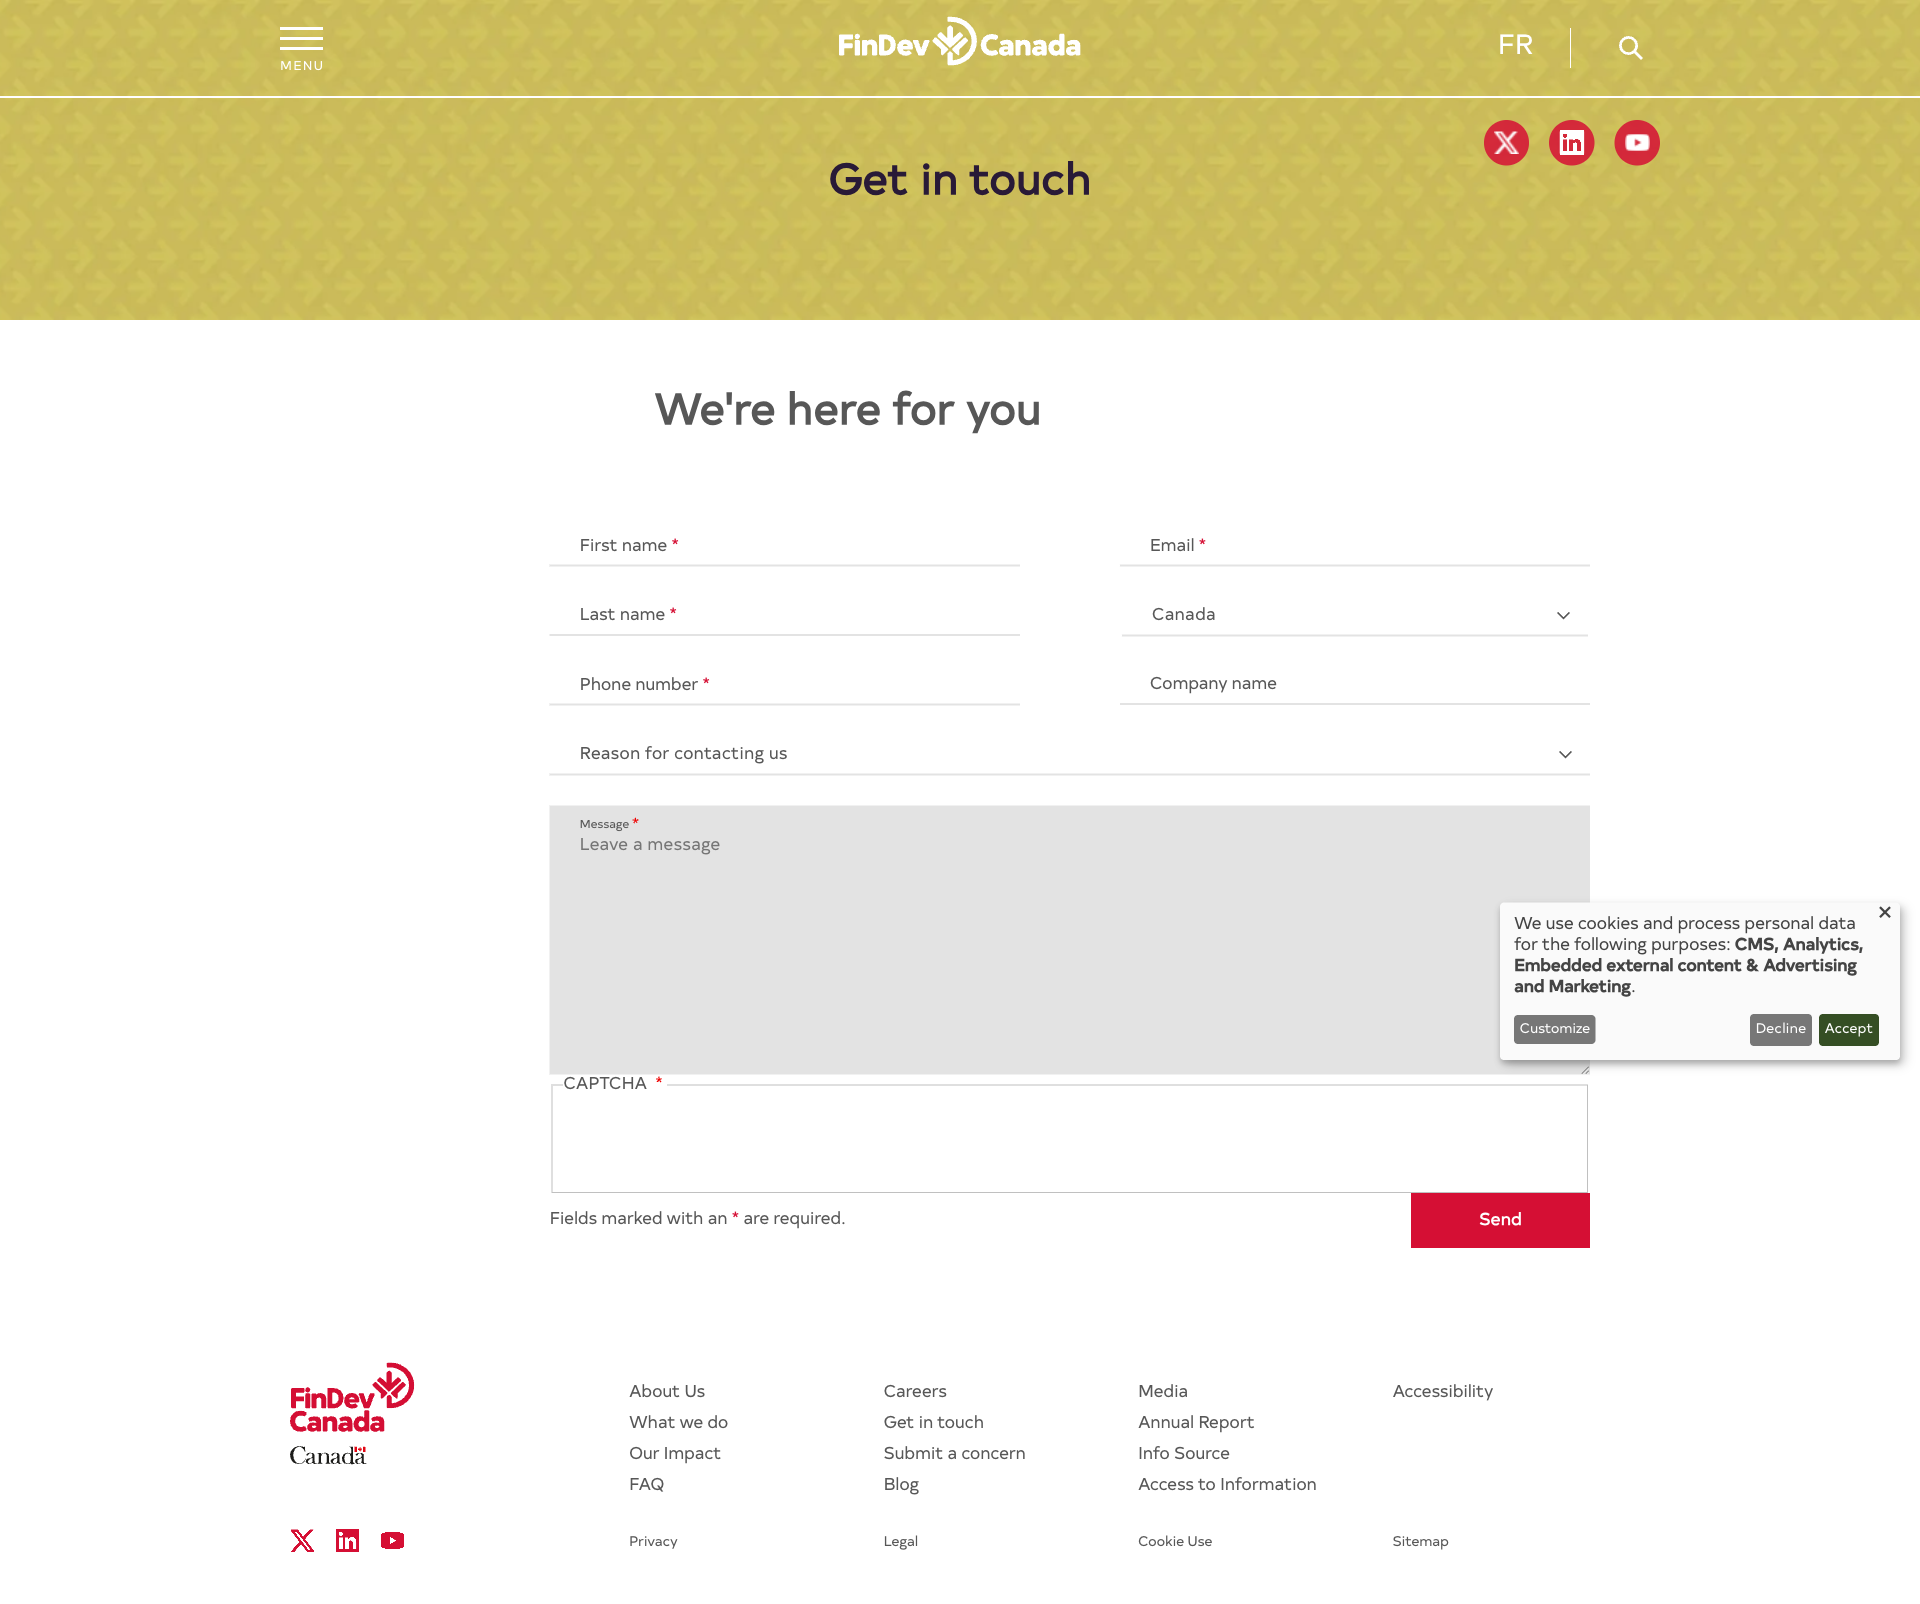 MENU
FinDev Canada
FR
Get in touch
We're here for you
First name *
Email *
Last name *
Canada
Phone number *
Company name
Reason for contacting us
Message *
Leave a message
We use cookies and process personal data
for the following purposes: CMS, Analytics,
Embedded external content & Advertising
and Marketing.
Customize
Decline
Accept
CAPTCHA *
Fields marked with an * are required.
Send
FinDev
Canada
Canada
About Us
What we do
Our Impact
FAQ
Careers
Get in touch
Submit a concern
Blog
Media
Annual Report
Info Source
Access to Information
Accessibility
Privacy
Legal
Cookie Use
Sitemap